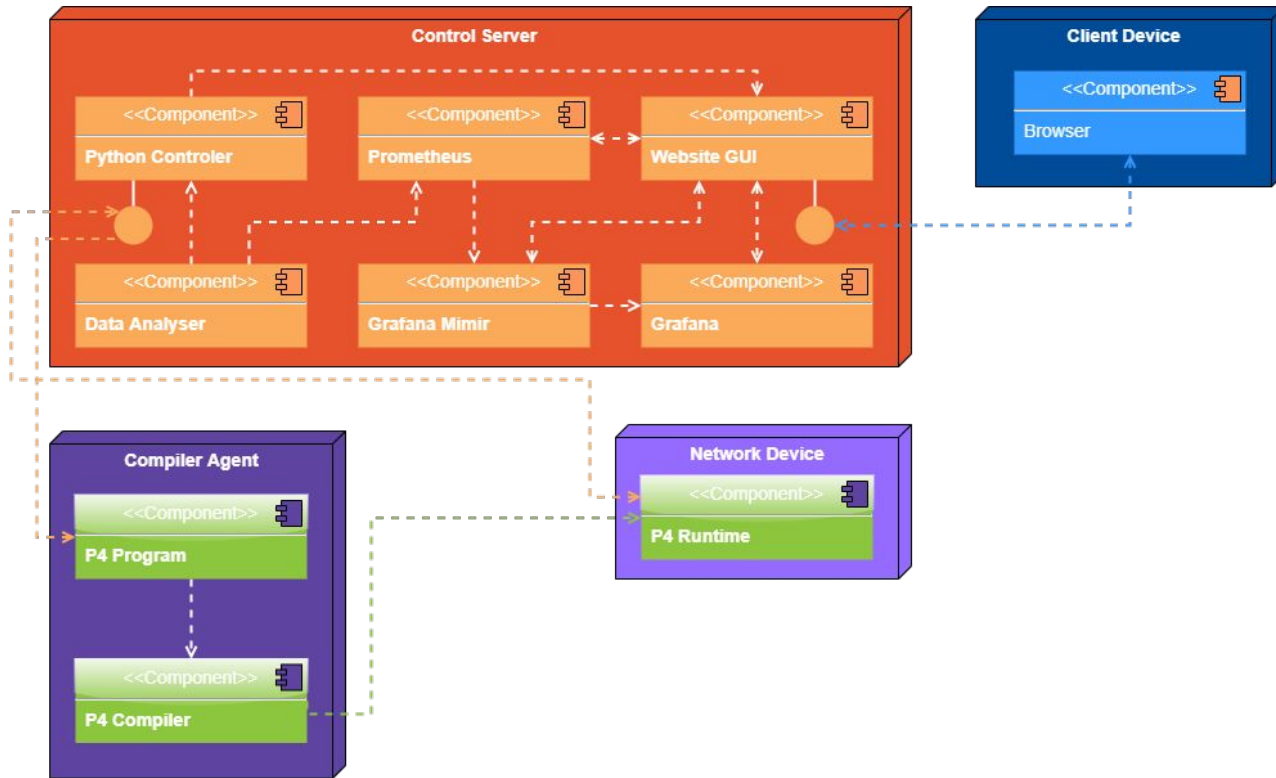 Control Server
<<Component>>
Python Controler
<<Component>>
Prometheus
<<Component>>
Website GUI
<<Component>>
Data Analyser
<<Component>>
Grafana Mimir
<<Component>>
Grafana
Client Device
<<Component>>
Browser
Compiler Agent
<<Component>>
P4 Program
<<Component>>
P4 Compiler
Network Device
<<Component>>
P4 Runtime